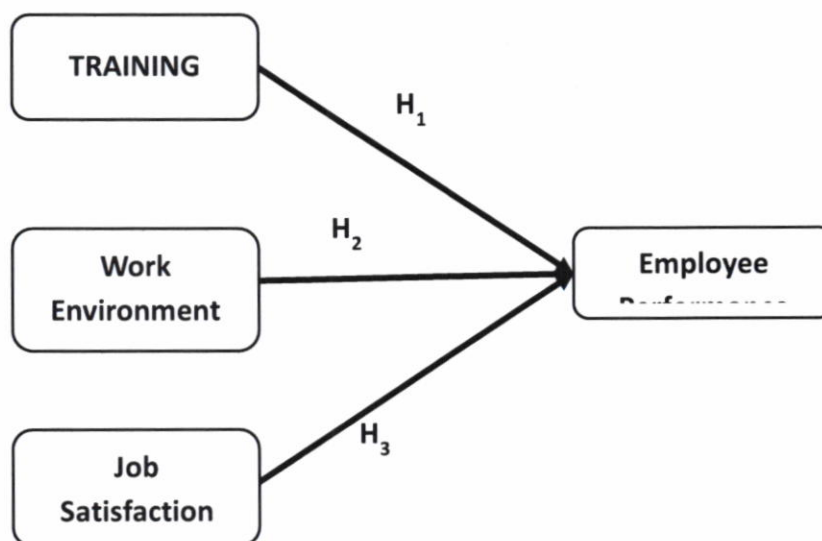 TRAINING
H₁
H₂
Work
Environment
Employee
H₃
Job
Satisfaction